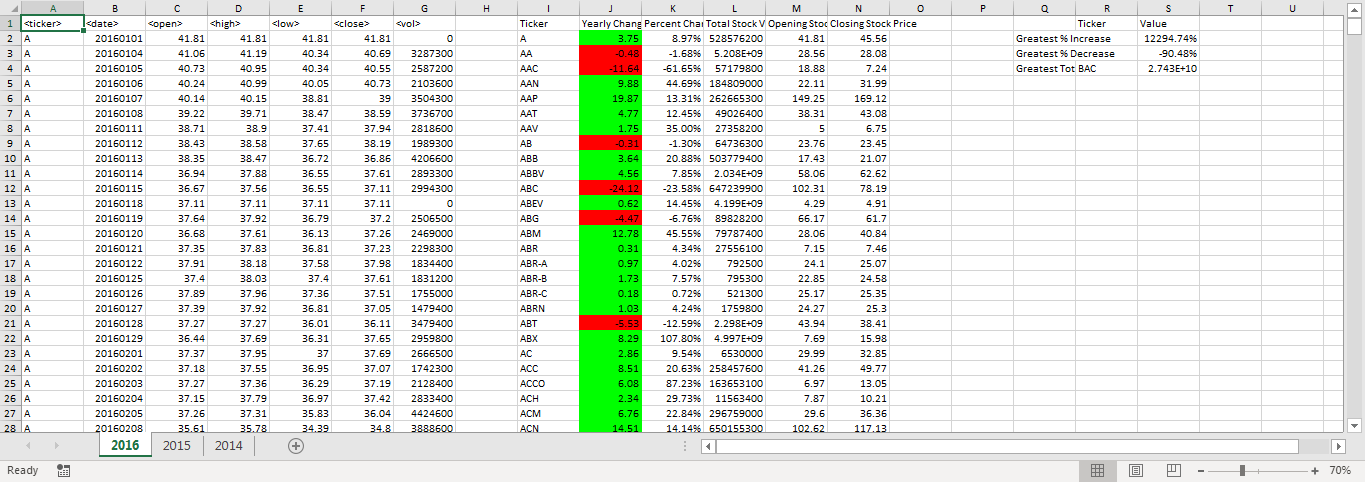 A B C D E F G H I J K L M N O P Q R S T U
1 <ticker> <date> <open> <high> <low> <close> <vol> Ticker Yearly Chang Percent Chai Total Stock V Opening Stoc Closing Stock Price Ticker Value
2 A 20160101 41.81 41.81 41.81 41.81 0 A 3.75 8.97% 528576200 41.81 45.56 Greatest % Increase 12294.74%
3 A 20160104 41.06 41.19 40.34 40.69 3287300 AA -0.48 -1.68% 5.208E+09 28.56 28.08 Greatest % Decrease -90.48%
4 A 20160105 40.73 40.95 40.34 40.55 2587200 AAC -11.64 -61.65% 57179800 18.88 7.24 Greatest Tot BAC 2.743E+10
5 A 20160106 40.24 40.99 40.05 40.73 2103600 AAN 9.88 44.69% 184809000 22.11 31.99
6 A 20160107 40.14 40.15 38.81 39 3504300 AAP 19.87 13.31% 262665300 149.25 169.12
7 A 20160108 39.22 39.71 38.47 38.59 3736700 AAT 4.77 12.45% 49026400 38.31 43.08
8 A 20160111 38.71 38.9 37.41 37.94 2818600 AAV 1.75 35.00% 27358200 5 6.75
9 A 20160112 38.43 38.58 37.65 38.19 1989300 AB -0.31 -1.30% 64736300 23.76 23.45
10 A 20160113 38.35 38.47 36.72 36.86 4206600 ABB 3.64 20.88% 503779400 17.43 21.07
11 A 20160114 36.94 37.88 36.55 37.61 2893300 ABBV 4.56 7.85% 2.034E+09 58.06 62.62
12 A 20160115 36.67 37.56 36.55 37.11 2994300 ABC -24.12 -23.58% 647239900 102.31 78.19
13 A 20160118 37.11 37.11 37.11 37.11 0 ABEV 0.62 14.45% 4.199E+09 4.29 4.91
14 A 20160119 37.64 37.92 36.79 37.2 2506500 ABG -4.47 -6.76% 89828200 66.17 61.7
15 A 20160120 36.68 37.61 36.13 37.26 2469000 ABM 12.78 45.55% 79787400 28.06 40.84
16 A 20160121 37.35 37.83 36.81 37.23 2298300 ABR 0.31 4.34% 27556100 7.15 7.46
17 A 20160122 37.91 38.18 37.58 37.98 1834400 ABR-A 0.97 4.02% 792500 24.1 25.07
18 A 20160125 37.4 38.03 37.4 37.61 1831200 ABR-B 1.73 7.57% 795300 22.85 24.58
19 A 20160126 37.89 37.96 37.36 37.51 1755000 ABR-C 0.18 0.72% 521300 25.17 25.35
20 A 20160127 37.39 37.92 36.81 37.05 1479400 ABRN 1.03 4.24% 1759800 24.27 25.3
21 A 20160128 37.27 37.27 36.01 36.11 3479400 ABT -5.53 -12.59% 2.298E+09 43.94 38.41
22 A 20160129 36.44 37.69 36.31 37.65 2959800 ABX 8.29 107.80% 4.997E+09 7.69 15.98
23 A 20160201 37.37 37.95 37 37.69 2666500 AC 2.86 9.54% 6530000 29.99 32.85
24 A 20160202 37.18 37.55 36.95 37.07 1742300 ACC 8.51 20.63% 258457600 41.26 49.77
25 A 20160203 37.27 37.36 36.29 37.19 2128400 ACCO 6.08 87.23% 163653100 6.97 13.05
26 A 20160204 37.15 37.79 36.97 37.42 2833400 ACH 2.34 29.73% 11563400 7.87 10.21
27 A 20160205 37.26 37.31 35.83 36.04 4424600 ACM 6.76 22.84% 296759000 29.6 36.36
28 A 20160208 35.61 35.78 34.39 34.8 3888600 ACN 14.51 14.14% 650155300 102.62 117.13
2016 2015 2014
Ready 70%